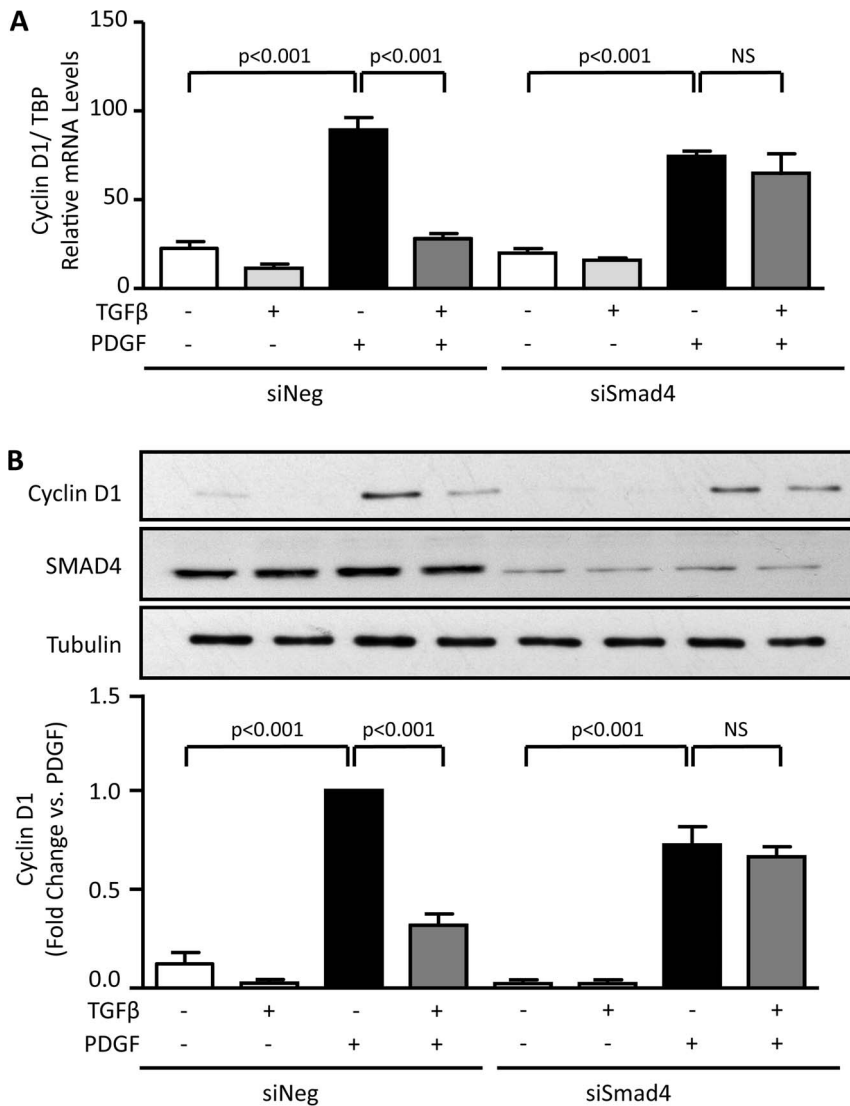 A
Cyclin D1/ TBP
Relative mRNA Levels
150
100
50
0
p<0.001 p<0.001 p<0.001 NS
TGFβ - + - + - + - +
PDGF - - + + - - + +
siNeg siSmad4
B
Cyclin D1
SMAD4
Tubulin
Cyclin D1
(Fold Change vs. PDGF)
1.5
1.0
0.5
0.0
p<0.001 p<0.001 p<0.001 NS
TGFβ - + - + - + - +
PDGF - - + + - - + +
siNeg siSmad4